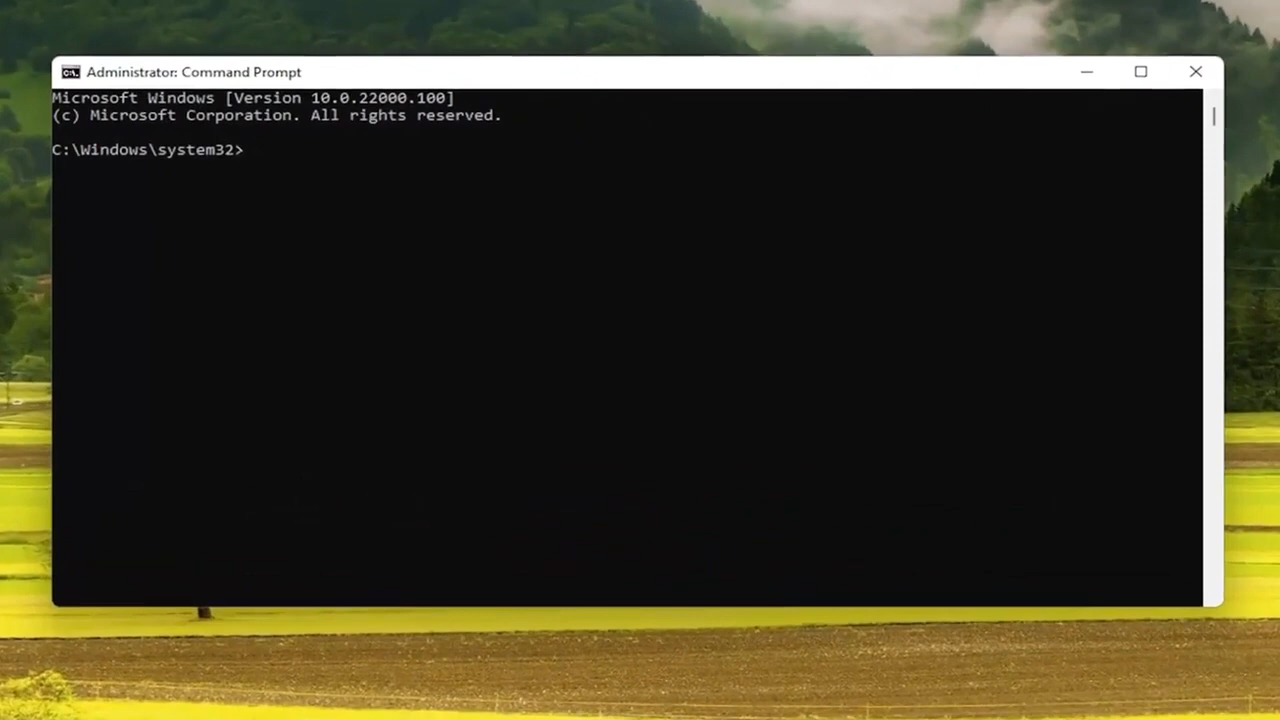 Administrator: Command Prompt
Microsoft Windows [Version 10.0.22000.100]
(c) Microsoft Corporation. All rights reserved.
C:\Windows\system32>